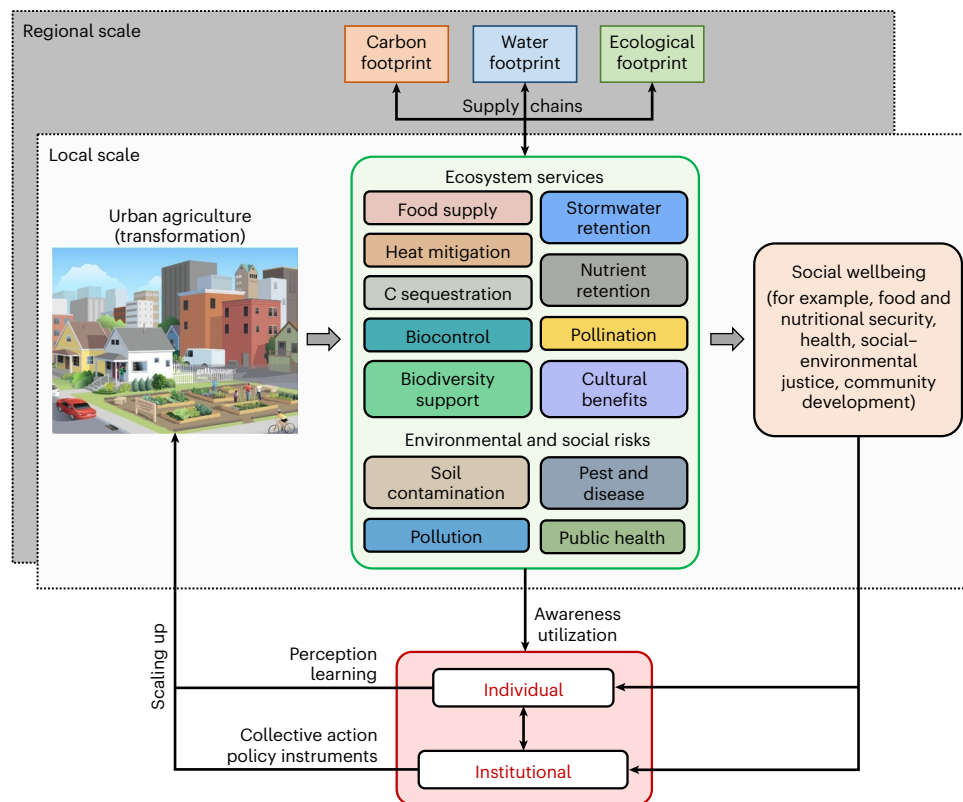 Regional scale
Carbon
footprint
Water
footprint
Ecological
footprint
Supply chains
Local scale
Urban agriculture
(transformation)
gettyimages
Ecosystem services
Food supply
Stormwater
retention
Heat mitigation
Nutrient
retention
C sequestration
Biocontrol
Pollination
Biodiversity
support
Cultural
benefits
Environmental and social risks
Soil
contamination
Pest and
disease
Pollution
Public health
Social wellbeing
(for example, food and
nutritional security,
health, social–
environmental
justice, community
development)
Awareness
utilization
Scaling up
Perception
learning
Individual
Collective action
policy instruments
Institutional